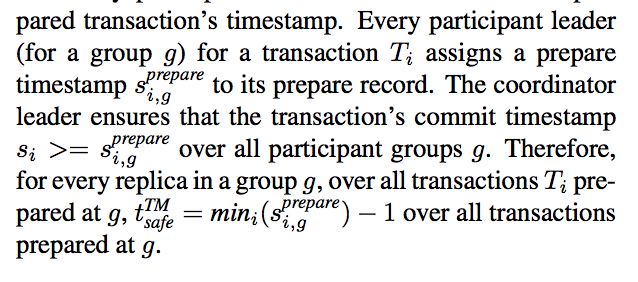 pared transaction's timestamp. Every participant leader
(for a group g) for a transaction T_i assigns a prepare
timestamp s_{i,g}^{prepare} to its prepare record. The coordinator
leader ensures that the transaction's commit timestamp
s_i >= s_{i,g}^{prepare} over all participant groups g. Therefore,
for every replica in a group g, over all transactions T_i pre-
pared at g, t_{safe}^{TM} = min_i(s_{i,g}^{prepare}) − 1 over all transactions
prepared at g.